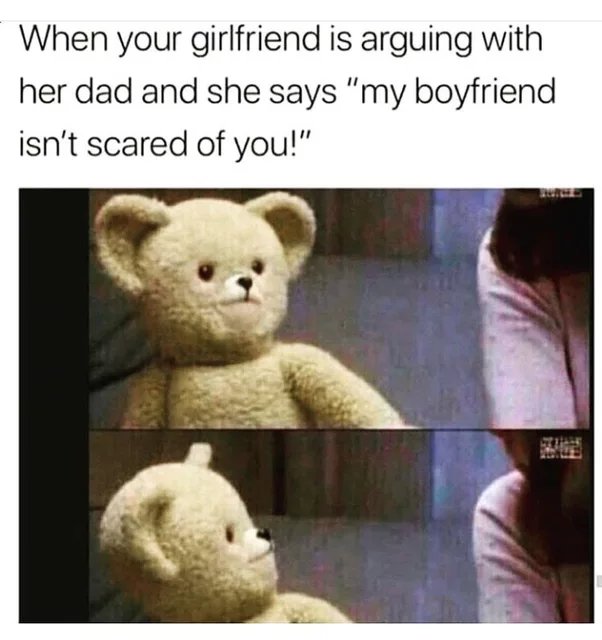 When your girlfriend is arguing with
her dad and she says "my boyfriend
isn't scared of you!"